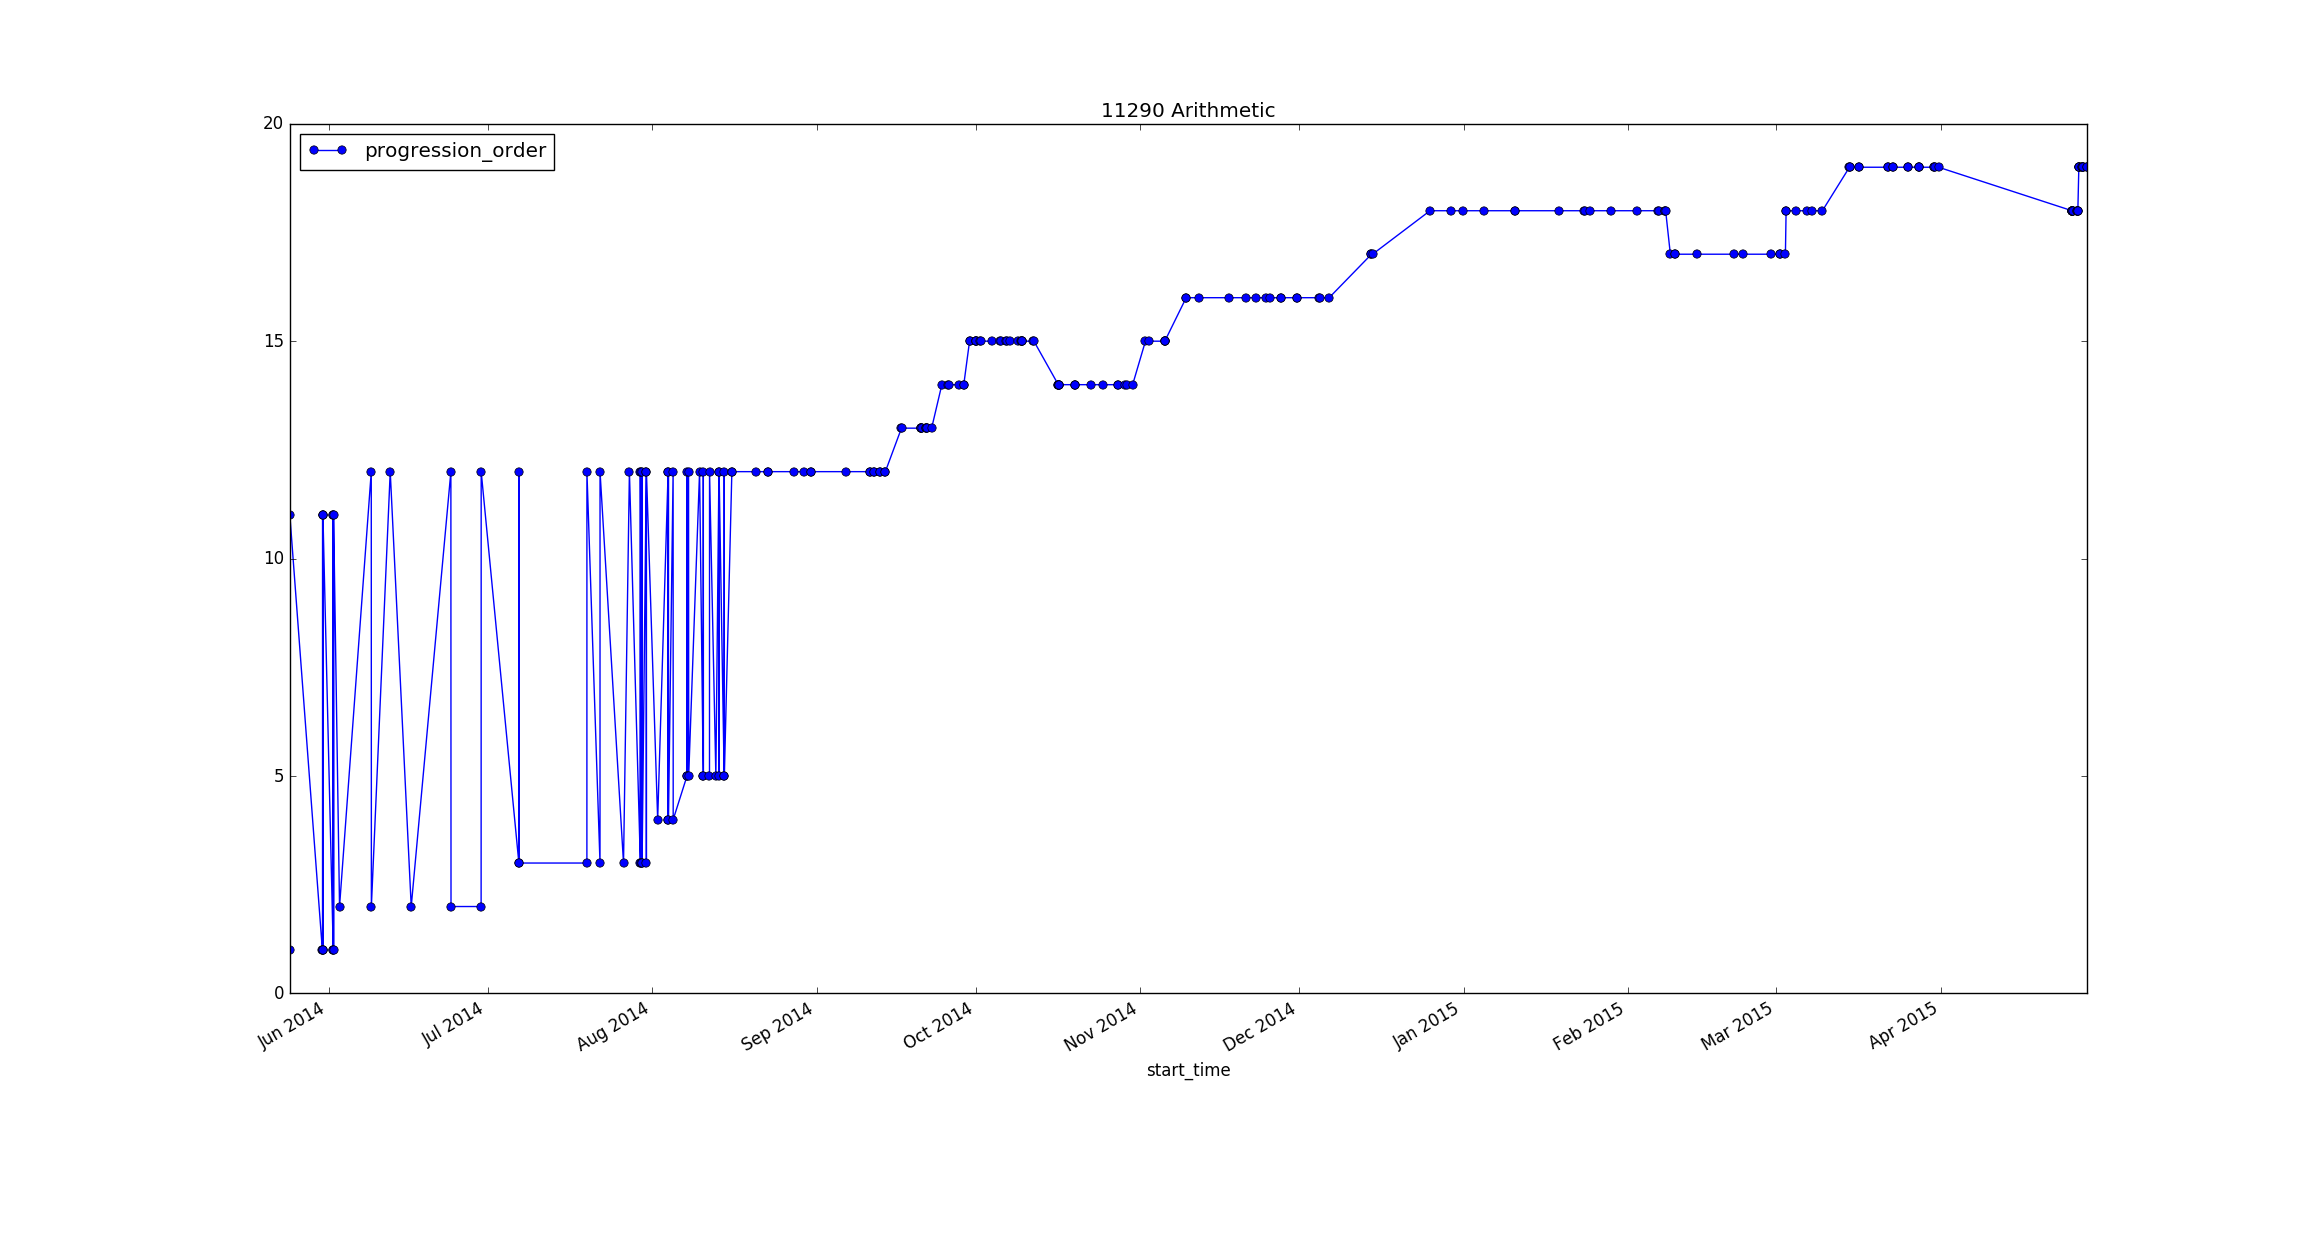 11290 Arithmetic
progression_order
20
15
10
5
0
Jun 2014
Jul 2014
Aug 2014
Sep 2014
Oct 2014
Nov 2014
Dec 2014
Jan 2015
Feb 2015
Mar 2015
Apr 2015
start_time